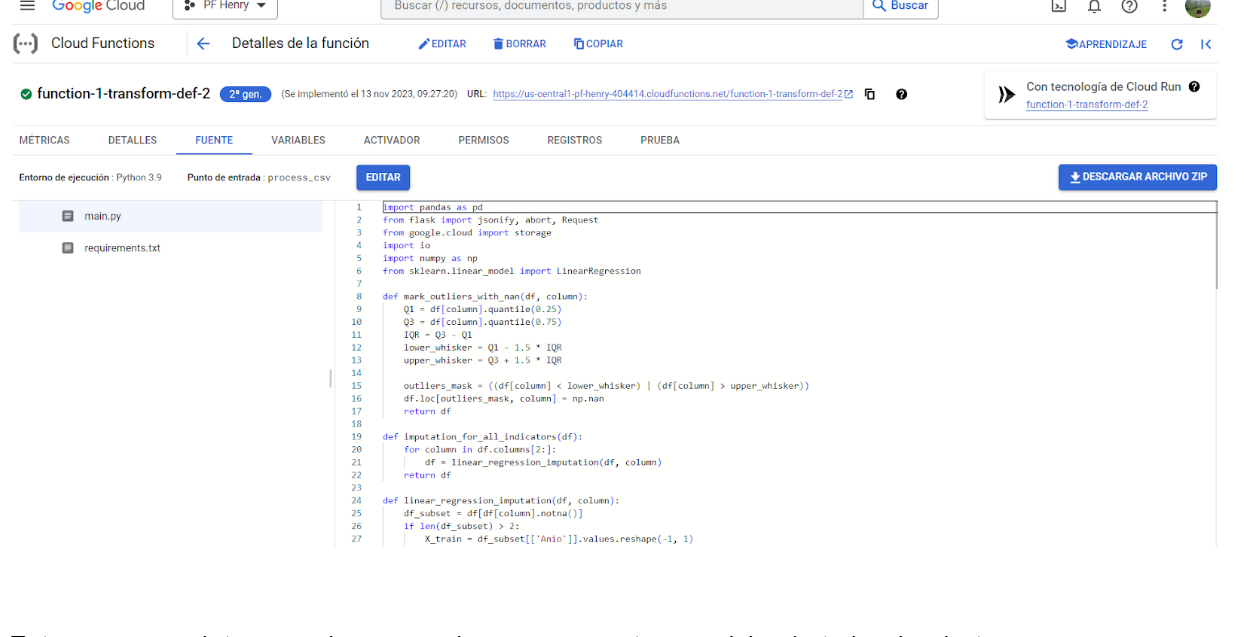 Google Cloud
PF Henry
Buscar (/) recursos, documentos, productos y más
Buscar
Cloud Functions
Detalles de la función
EDITAR
BORRAR
COPIAR
APRENDIZAJE
function-1-transform-def-2
2ª gen.
(Se implementó el 13 nov 2023, 09:27:20)
URL: https://us-central1-pf-henry-404414.cloudfunctions.net/function-1-transform-def-2
Con tecnología de Cloud Run
function-1-transform-def-2
MÉTRICAS
DETALLES
FUENTE
VARIABLES
ACTIVADOR
PERMISOS
REGISTROS
PRUEBA
Entorno de ejecución : Python 3.9
Punto de entrada : process_csv
EDITAR
DESCARGAR ARCHIVO ZIP
main.py
requirements.txt
1 import pandas as pd
2 from flask import jsonify, abort, Request
3 from google.cloud import storage
4 import io
5 import numpy as np
6 from sklearn.linear_model import LinearRegression
7
8 def mark_outliers_with_nan(df, column):
9 Q1 = df[column].quantile(0.25)
10 Q3 = df[column].quantile(0.75)
11 IQR = Q3 - Q1
12 lower_whisker = Q1 - 1.5 * IQR
13 upper_whisker = Q3 + 1.5 * IQR
14
15 outliers_mask = ((df[column] < lower_whisker) | (df[column] > upper_whisker))
16 df.loc[outliers_mask, column] = np.nan
17 return df
18
19 def imputation_for_all_indicators(df):
20 for column in df.columns[2:]:
21 df = linear_regression_imputation(df, column)
22 return df
23
24 def linear_regression_imputation(df, column):
25 df_subset = df[df[column].notna()]
26 if len(df_subset) > 2:
27 X_train = df_subset[['Anio']].values.reshape(-1, 1)